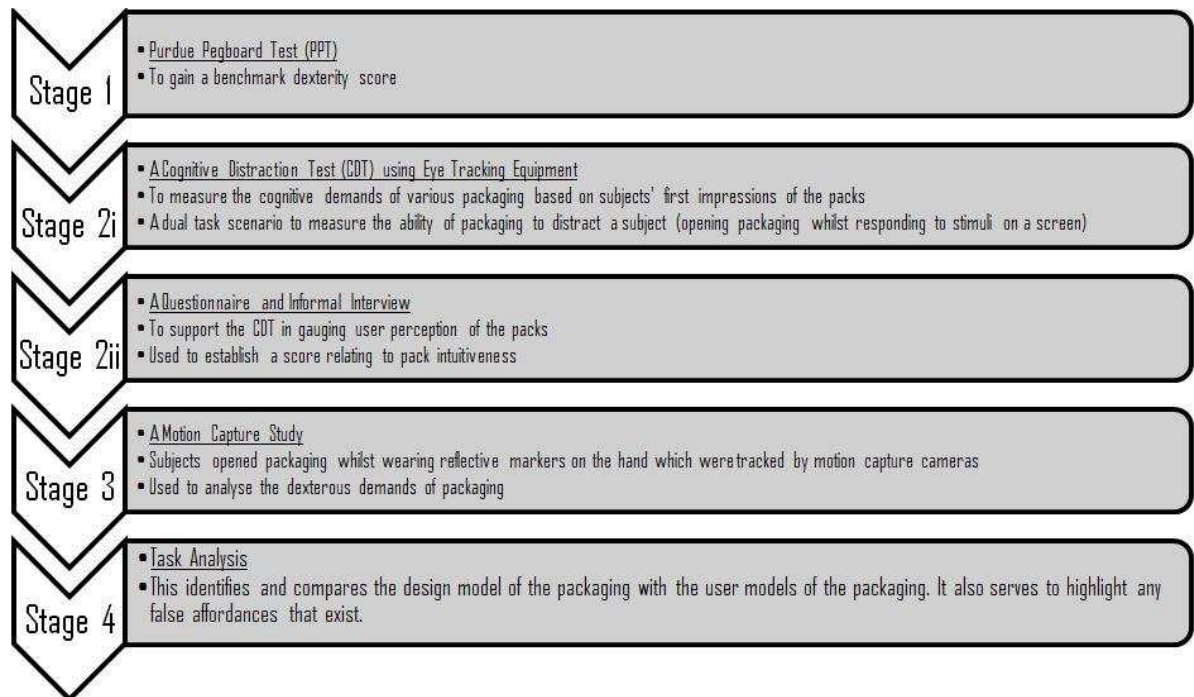 Stage 1
• Purdue Pegboard Test (PPT)
• To gain a benchmark dexterity score
Stage 2i
• A Cognitive Distraction Test (CDT) using Eye Tracking Equipment
• To measure the cognitive demands of various packaging based on subjects' first impressions of the packs
• A dual task scenario to measure the ability of packaging to distract a subject (opening packaging whilst responding to stimuli on a screen)
Stage 2ii
• A Questionnaire and Informal Interview
• To support the CDT in gauging user perception of the packs
• Used to establish a score relating to pack intuitiveness
Stage 3
• A Motion Capture Study
• Subjects opened packaging whilst wearing reflective markers on the hand which were tracked by motion capture cameras
• Used to analyse the dexterous demands of packaging
Stage 4
• Task Analysis
• This identifies and compares the design model of the packaging with the user models of the packaging. It also serves to highlight any
false affordances that exist.